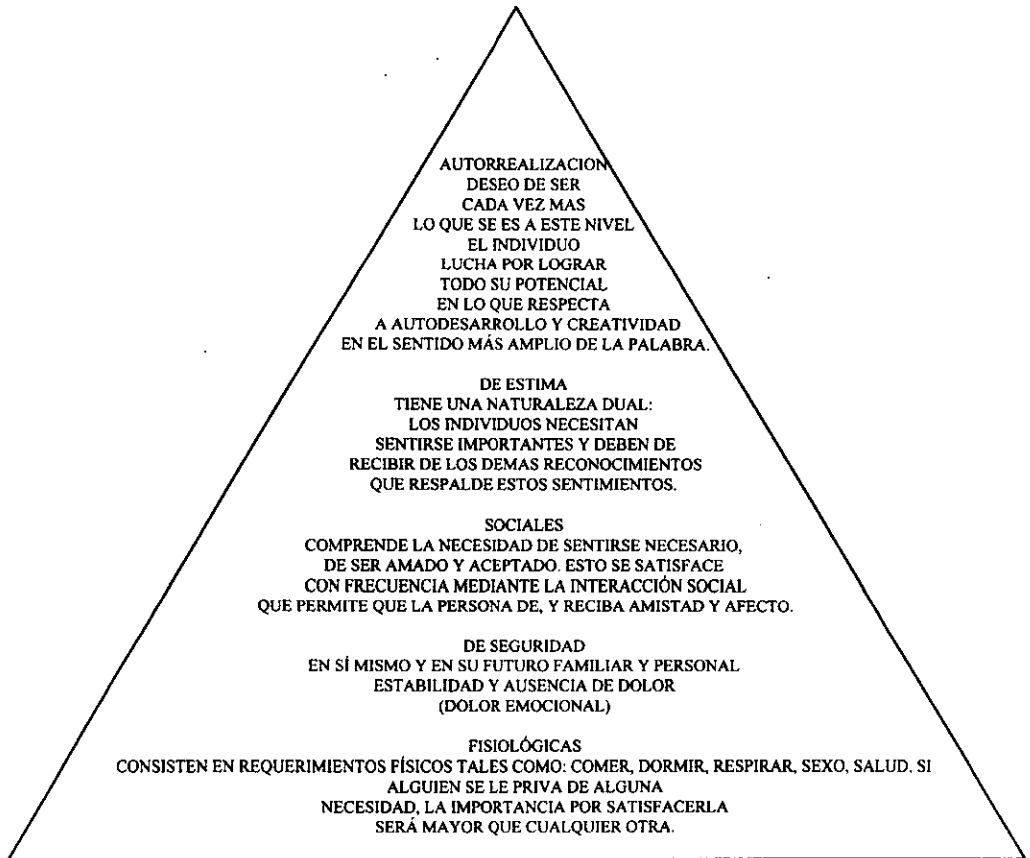 AUTORREALIZACION
DESEO DE SER
CADA VEZ MAS
LO QUE SE ES A ESTE NIVEL
EL INDIVIDUO
LUCHA POR LOGRAR
TODO SU POTENCIAL
EN LO QUE RESPECTA
A AUTODESARROLLO Y CREATIVIDAD
EN EL SENTIDO MÁS AMPLIO DE LA PALABRA.
DE ESTIMA
TIENE UNA NATURALEZA DUAL:
LOS INDIVIDUOS NECESITAN
SENTIRSE IMPORTANTES Y DEBEN DE
RECIBIR DE LOS DEMAS RECONOCIMIENTOS
QUE RESPALDE ESTOS SENTIMIENTOS.
SOCIALES
COMPRENDE LA NECESIDAD DE SENTIRSE NECESARIO,
DE SER AMADO Y ACEPTADO. ESTO SE SATISFACE
CON FRECUENCIA MEDIANTE LA INTERACCIÓN SOCIAL
QUE PERMITE QUE LA PERSONA DE, Y RECIBA AMISTAD Y AFECTO.
DE SEGURIDAD
EN SÍ MISMO Y EN SU FUTURO FAMILIAR Y PERSONAL
ESTABILIDAD Y AUSENCIA DE DOLOR
(DOLOR EMOCIONAL)
FISIOLÓGICAS
CONSISTEN EN REQUERIMIENTOS FÍSICOS TALES COMO: COMER, DORMIR, RESPIRAR, SEXO, SALUD, SI
ALGUIEN SE LE PRIVA DE ALGUNA
NECESIDAD, LA IMPORTANCIA POR SATISFACERLA
SERÁ MAYOR QUE CUALQUIER OTRA.